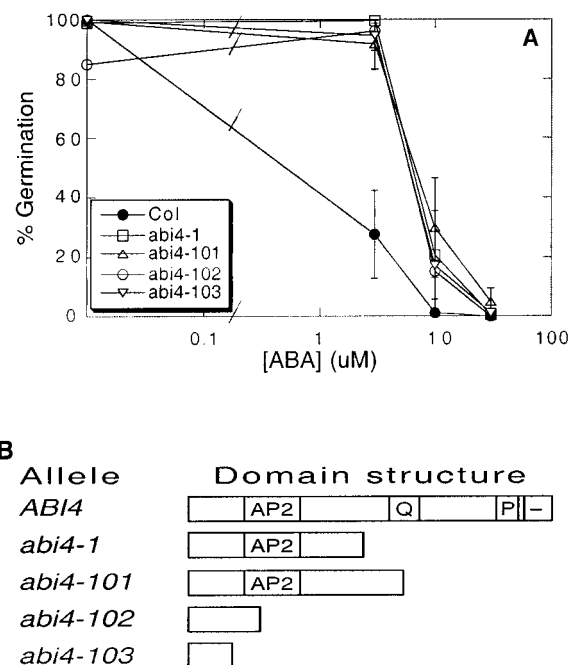 A
100
80
60
40
20
0
% Germination
Col
abi4-1
abi4-101
abi4-102
abi4-103
0.1
1
10
100
[ABA] (uM)
B
Allele Domain structure
ABI4 AP2 Q P –
abi4-1 AP2
abi4-101 AP2
abi4-102
abi4-103